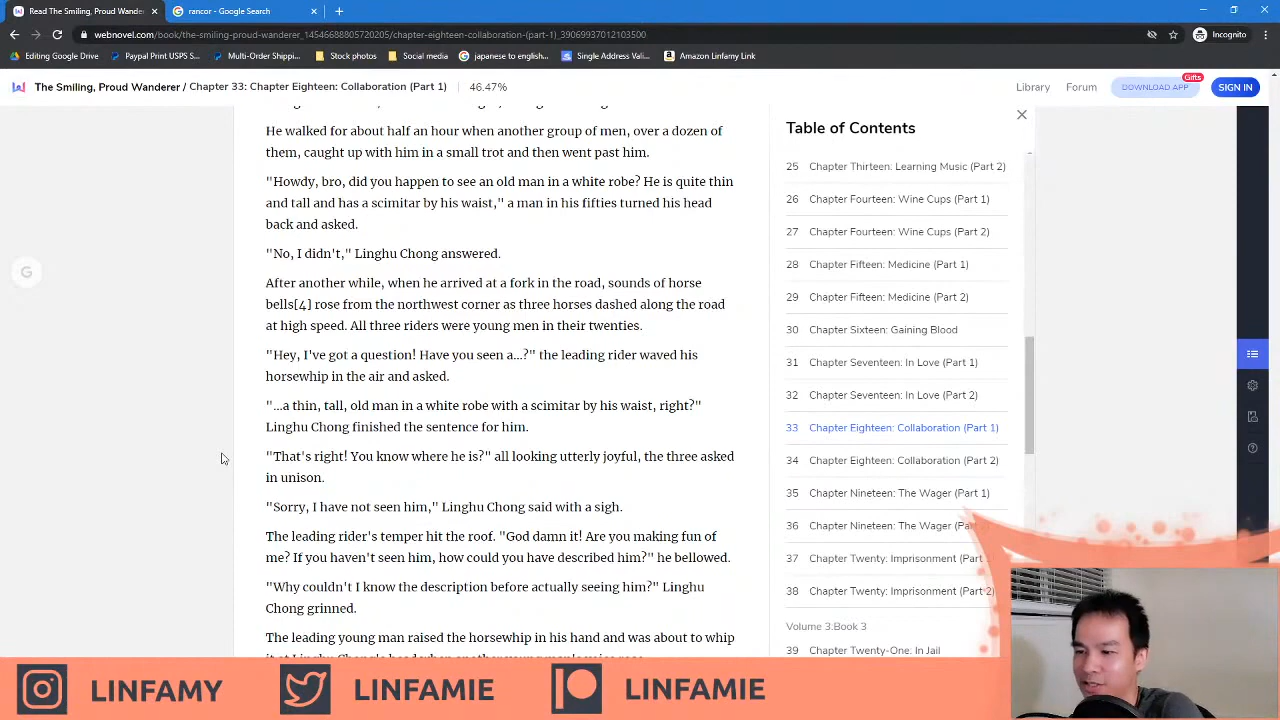 Read The Smiling, Proud Wande
rancor - Google Search
webnovel.com/book/the-smiling-proud-wanderer_14546688805720205/chapter-eighteen-collaboration-(part-1)_39069937012103500
Incognito
Editing Google Drive
Paypal Print USPS S...
Multi-Order Shippi...
Stock photos
Social media
japanese to english...
Single Address Vali...
Amazon Linfamy Link
The Smiling, Proud Wanderer / Chapter 33: Chapter Eighteen: Collaboration (Part 1)
46.47%
Library
Forum
DOWNLOAD APP
Gifts
SIGN IN
He walked for about half an hour when another group of men, over a dozen of
them, caught up with him in a small trot and then went past him.
"Howdy, bro, did you happen to see an old man in a white robe? He is quite thin
and tall and has a scimitar by his waist," a man in his fifties turned his head
back and asked.
"No, I didn't," Linghu Chong answered.
After another while, when he arrived at a fork in the road, sounds of horse
bells[4] rose from the northwest corner as three horses dashed along the road
at high speed. All three riders were young men in their twenties.
"Hey, I've got a question! Have you seen a...?" the leading rider waved his
horsewhip in the air and asked.
"...a thin, tall, old man in a white robe with a scimitar by his waist, right?"
Linghu Chong finished the sentence for him.
"That's right! You know where he is?" all looking utterly joyful, the three asked
in unison.
"Sorry, I have not seen him," Linghu Chong said with a sigh.
The leading rider's temper hit the roof. "God damn it! Are you making fun of
me? If you haven't seen him, how could you have described him?" he bellowed.
"Why couldn't I know the description before actually seeing him?" Linghu
Chong grinned.
The leading young man raised the horsewhip in his hand and was about to whip
Table of Contents
25 Chapter Thirteen: Learning Music (Part 2)
26 Chapter Fourteen: Wine Cups (Part 1)
27 Chapter Fourteen: Wine Cups (Part 2)
28 Chapter Fifteen: Medicine (Part 1)
29 Chapter Fifteen: Medicine (Part 2)
30 Chapter Sixteen: Gaining Blood
31 Chapter Seventeen: In Love (Part 1)
32 Chapter Seventeen: In Love (Part 2)
33 Chapter Eighteen: Collaboration (Part 1)
34 Chapter Eighteen: Collaboration (Part 2)
35 Chapter Nineteen: The Wager (Part 1)
36 Chapter Nineteen: The Wager (Pa
37 Chapter Twenty: Imprisonment (Part
38 Chapter Twenty: Imprisonment (Part 2)
Volume 3:Book 3
39 Chapter Twenty-One: In Jail
LINFAMY
LINFAMIE
LINFAMIE